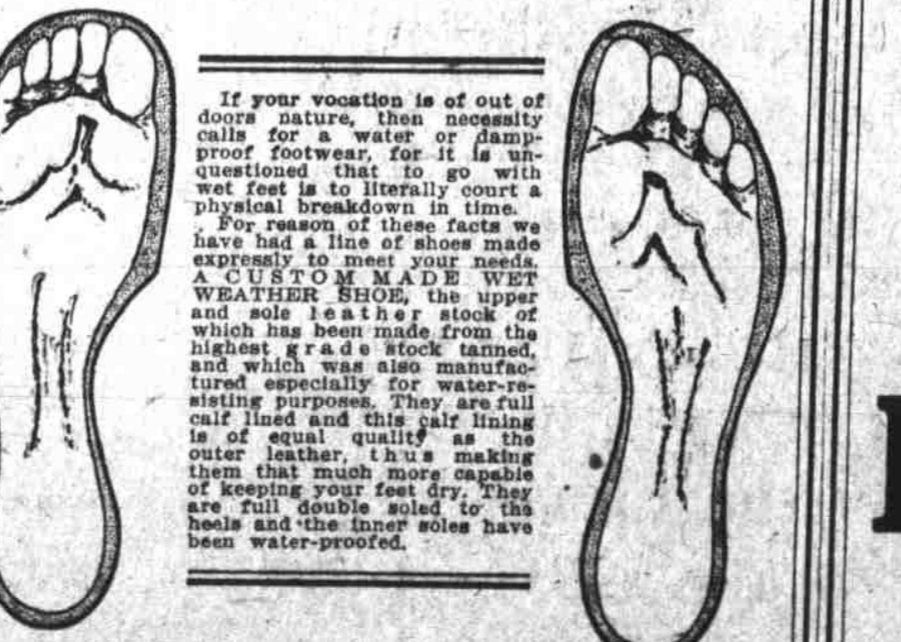 If your vocation is of out of
doors nature, then necessity
calls for a water or damp-
proof footwear, for it is un-
questioned that to go with
wet feet is to literally court a
physical breakdown in time.
For reason of these facts we
have had a line of shoes made
expressly to meet your needs.
A CUSTOM MADE WET
WEATHER SHOE, the upper
and sole leather stock of
which has been made from the
highest grade stock tanned,
and which was also manufac-
tured especially for water-re-
sisting purposes. They are full
calf lined and this calf lining
is of equal quality as the
outer leather, thus making
them that much more capable
of keeping your feet dry. They
are full double soled to the
heels and the inner soles have
been water-proofed.